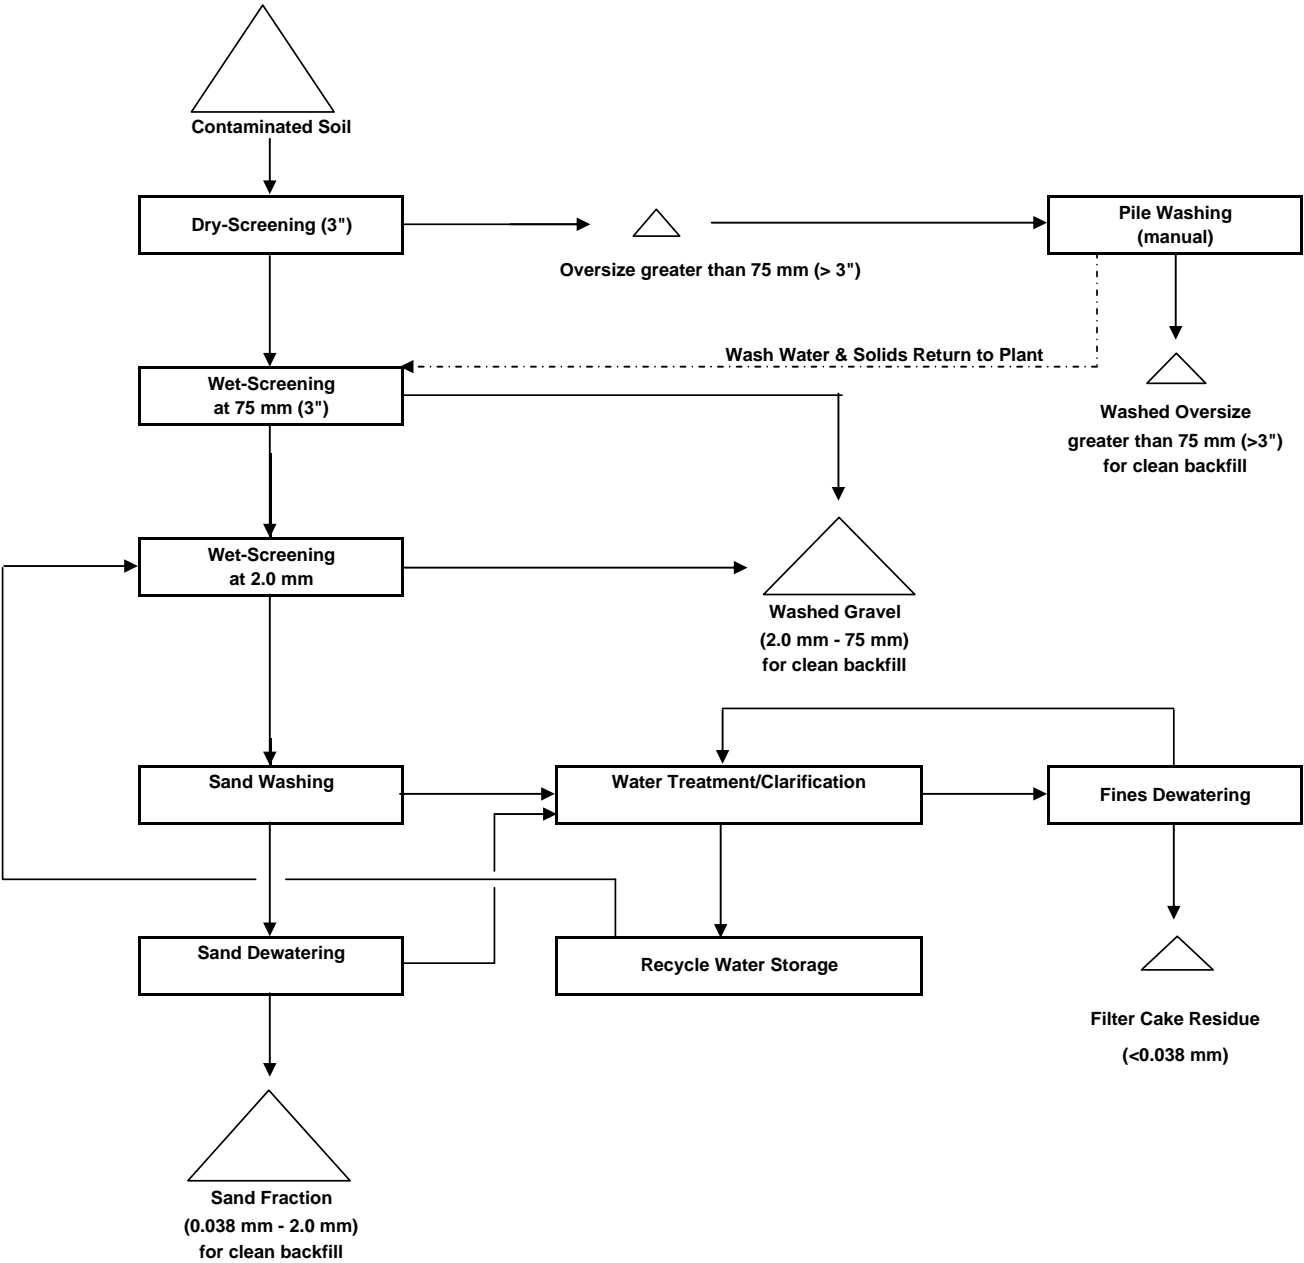 Contaminated Soil
Dry-Screening (3")
Pile Washing
(manual)
Oversize greater than 75 mm (> 3")
Wash Water & Solids Return to Plant
Wet-Screening
at 75 mm (3")
Washed Oversize
greater than 75 mm (>3")
for clean backfill
Wet-Screening
at 2.0 mm
Washed Gravel
(2.0 mm - 75 mm)
for clean backfill
Sand Washing
Water Treatment/Clarification
Fines Dewatering
Sand Dewatering
Recycle Water Storage
Filter Cake Residue
(<0.038 mm)
Sand Fraction
(0.038 mm - 2.0 mm)
for clean backfill